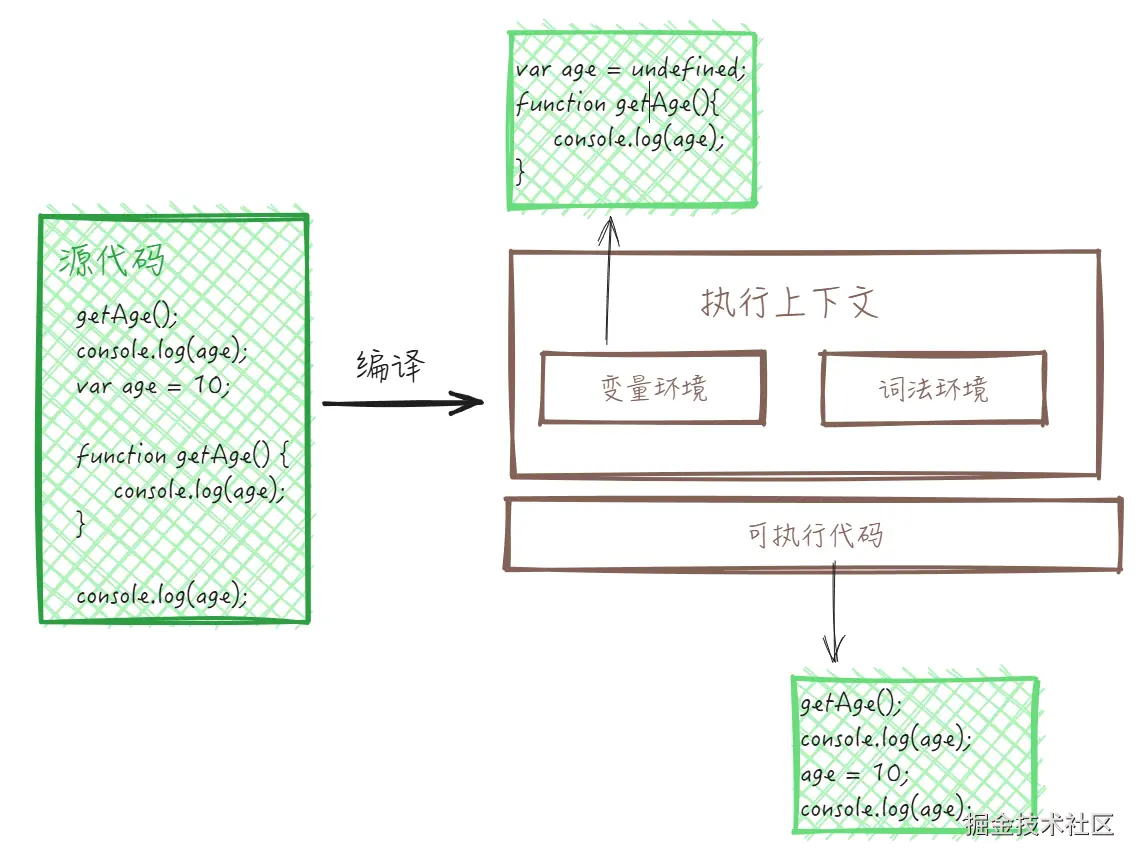 源代码
getAge();
console.log(age);
var age = 10;
function getAge() {
console.log(age);
}
console.log(age);
编译
var age = undefined;
function getAge(){
console.log(age);
}
执行上下文
变量环境
词法环境
可执行代码
getAge();
console.log(age);
age = 10;
console.log(age);
掘金技术社区